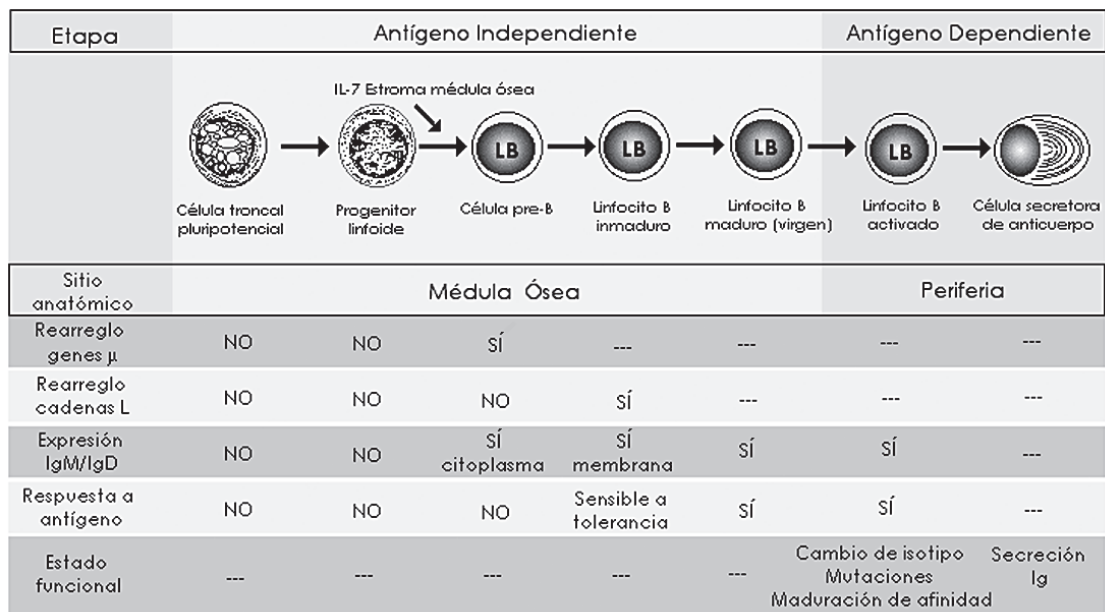 Etapa Antígeno Independiente Antígeno Dependiente
IL-7 Estroma médula ósea
LB LB LB LB
Célula troncal Progenitor Célula pre-B Linfocito B Linfocito B Linfocito B Célula secretora
pluripotencial linfoide inmaduro maduro (virgen) activado de anticuerpo
Sitio
anatómico Médula Ósea Periferia
Rearreglo
genes μ NO NO SÍ --- --- --- ---
Rearreglo
cadenas L NO NO NO SÍ --- --- ---
Expresión SÍ SÍ
IgM/IgD NO NO citoplasma membrana SÍ SÍ ---
Respuesta a Sensible a
antígeno NO NO NO tolerancia SÍ SÍ ---
Estado Cambio de isotipo Secreción
funcional --- --- --- --- --- Mutaciones Ig
Maduración de afinidad